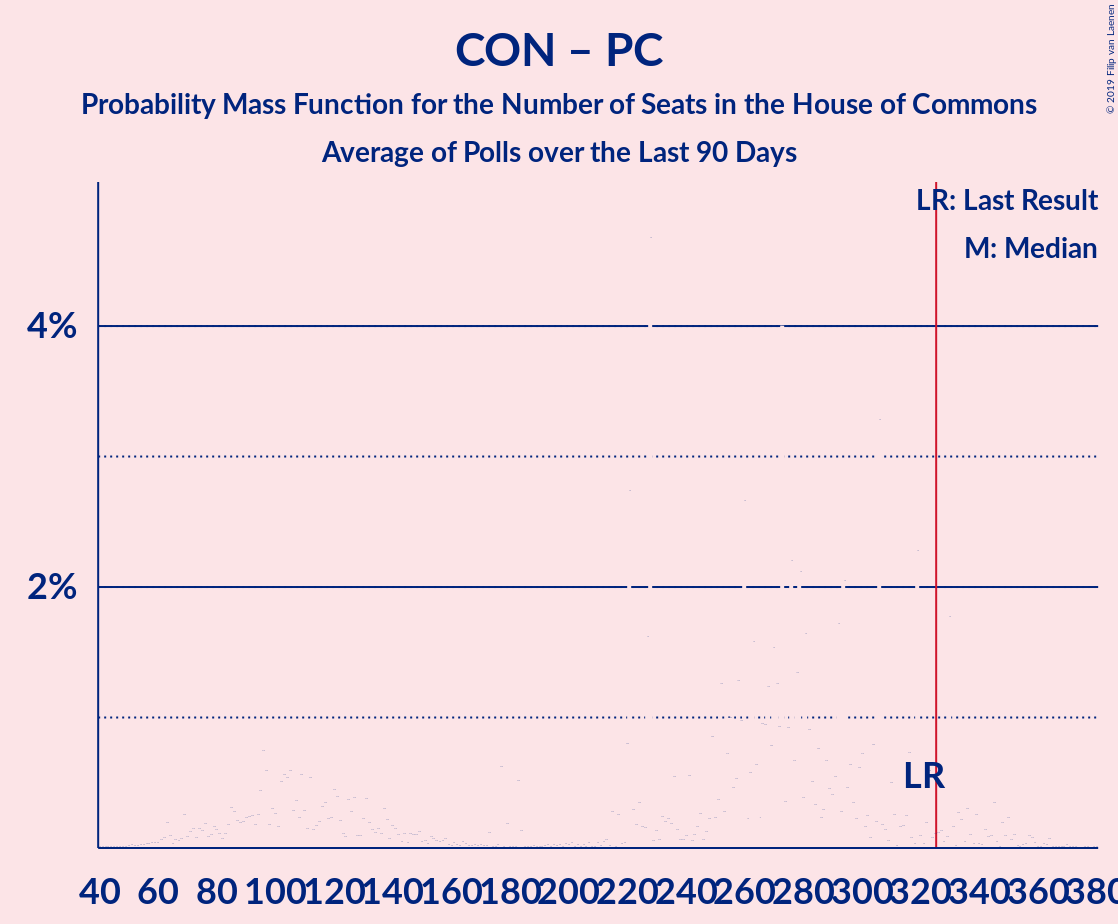 CON – PC
Probability Mass Function for the Number of Seats in the House of Commons
Average of Polls over the Last 90 Days
© 2019 Filip van Laenen
LR: Last Result
M: Median
4%
2%
LR
40 60 80 100 120 140 160 180 200 220 240 260 280 300 320 340 360 380